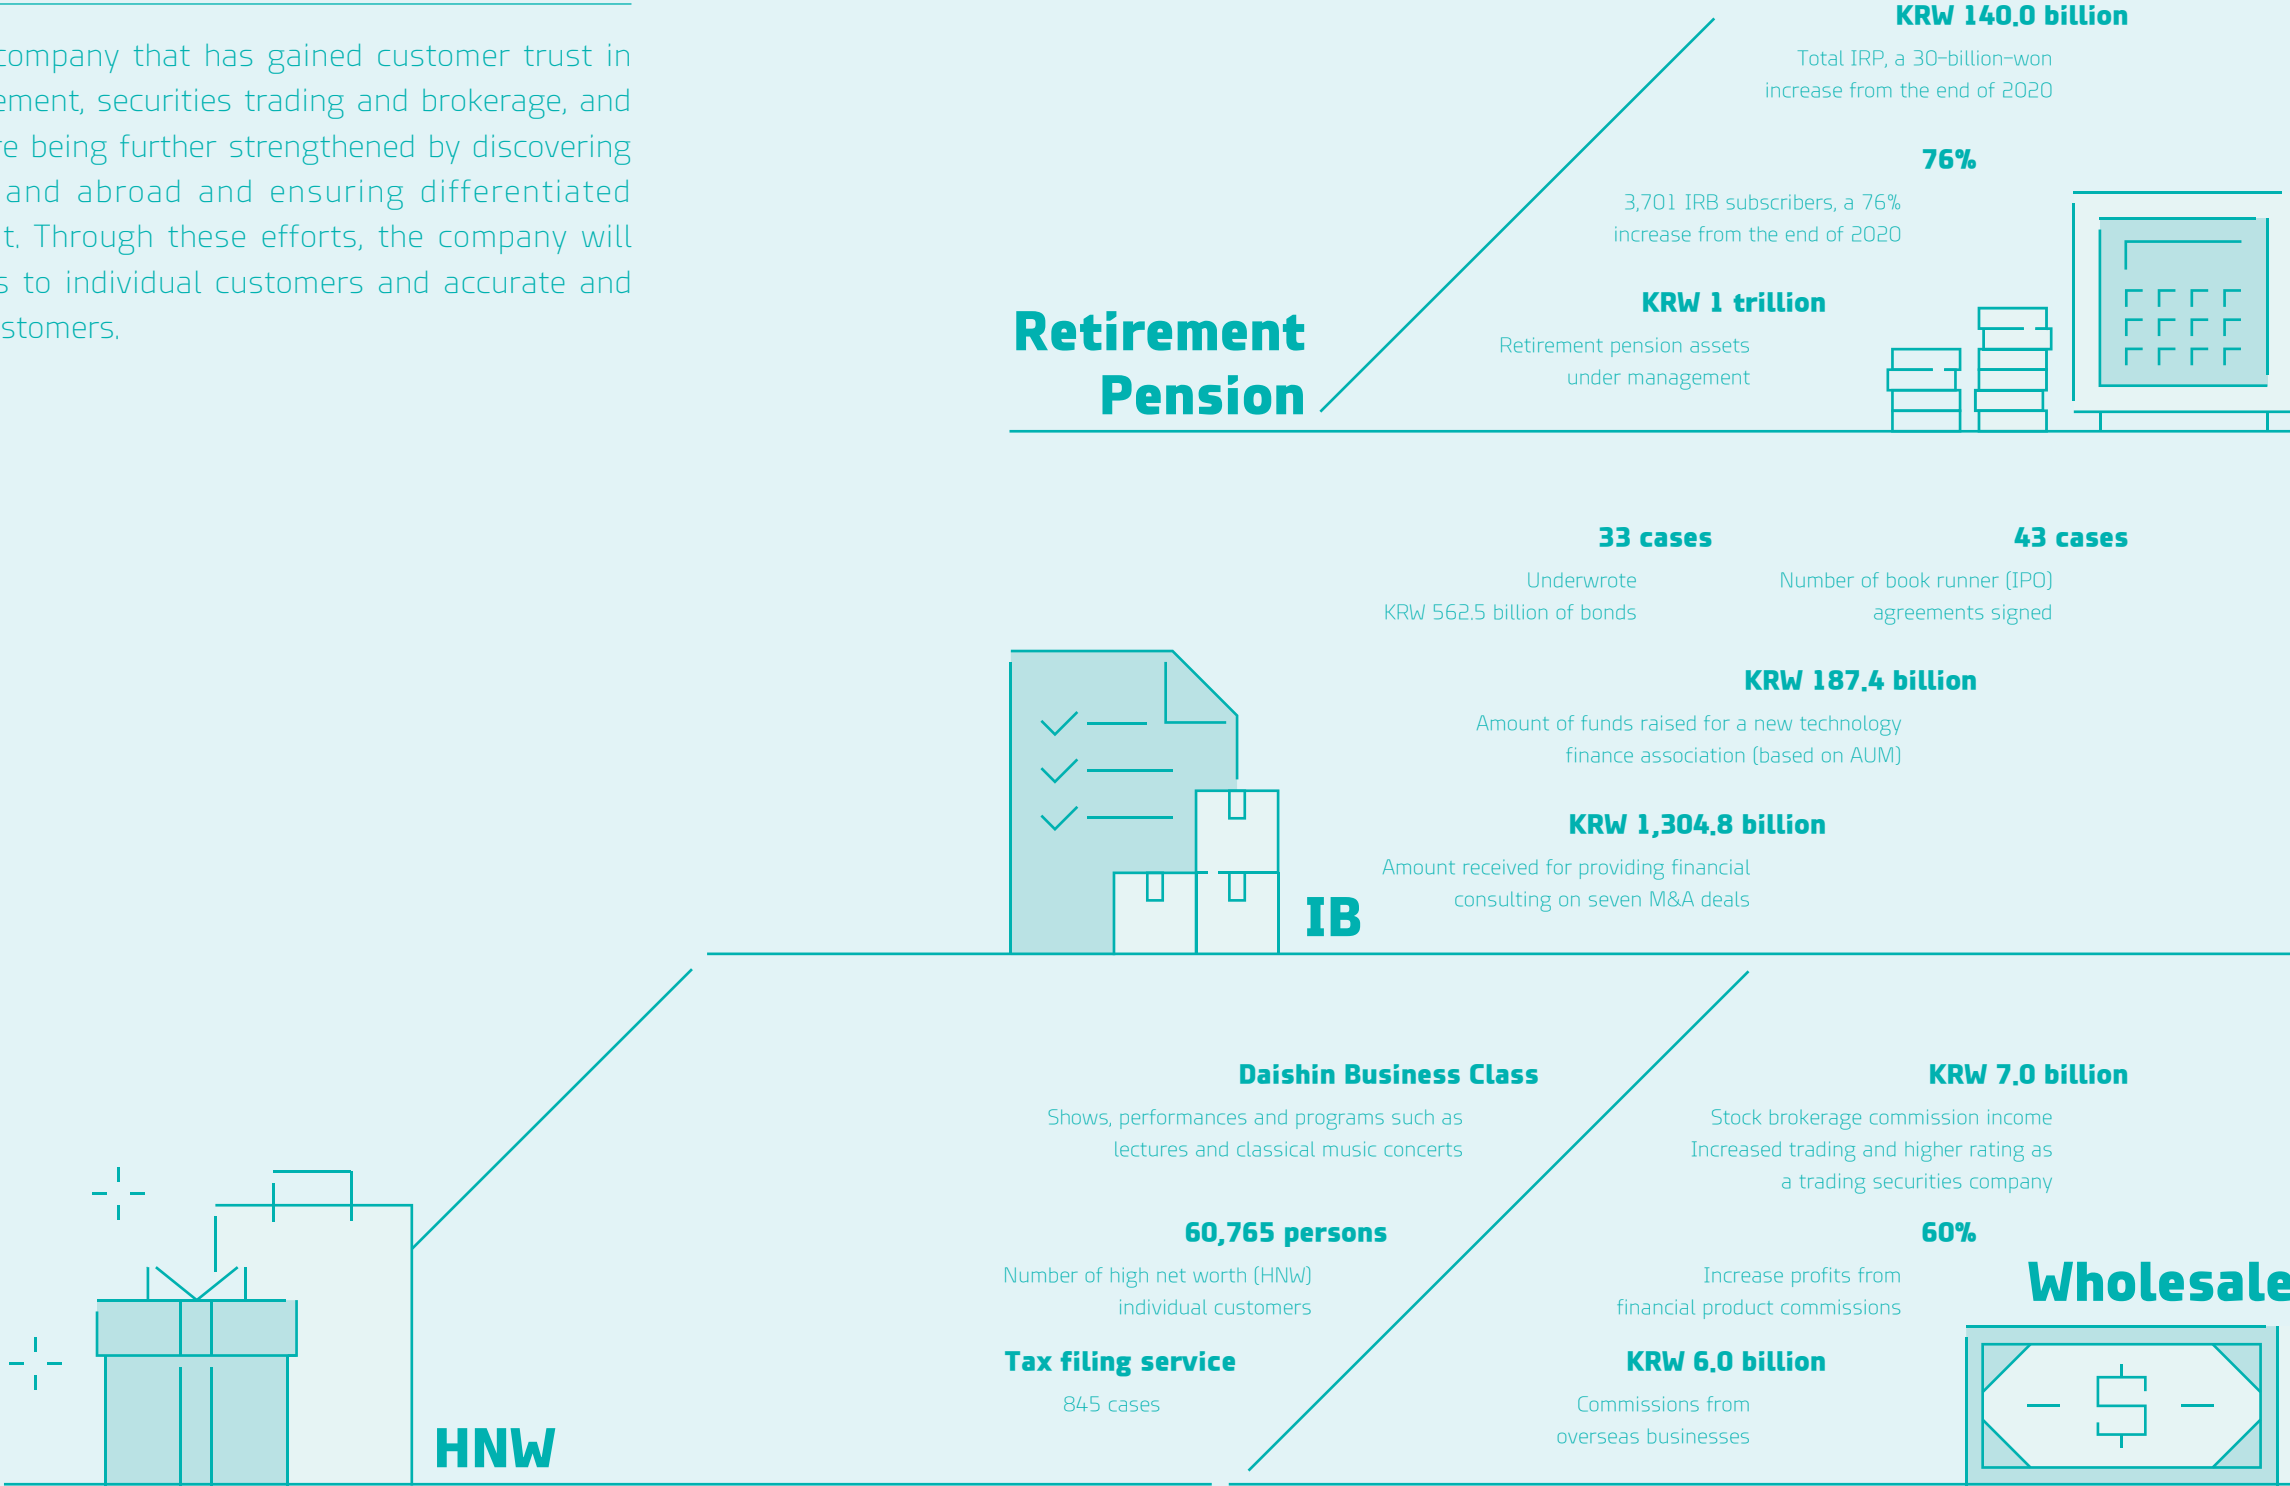 company that has gained customer trust in
ement, securities trading and brokerage, and
re being further strengthened by discovering
and abroad and ensuring differentiated
t. Through these efforts, the company will
s to individual customers and accurate and
stomers.
KRW 140.0 billion
Total IRP, a 30-billion-won
increase from the end of 2020
76%
3,701 IRB subscribers, a 76%
increase from the end of 2020
KRW 1 trillion
Retirement pension assets
under management
Retirement
Pension
33 cases
Underwrote
KRW 562.5 billion of bonds
43 cases
Number of book runner (IPO)
agreements signed
KRW 187.4 billion
Amount of funds raised for a new technology
finance association (based on AUM)
KRW 1,304.8 billion
Amount received for providing financial
consulting on seven M&A deals
IB
Daishin Business Class
Shows, performances and programs such as
lectures and classical music concerts
60,765 persons
Number of high net worth (HNW)
individual customers
Tax filing service
845 cases
HNW
KRW 7.0 billion
Stock brokerage commission income
Increased trading and higher rating as
a trading securities company
60%
Increase profits from
financial product commissions
KRW 6.0 billion
Commissions from
overseas businesses
Wholesale
$